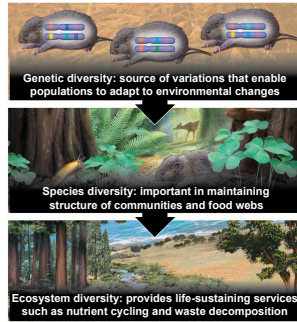 Genetic diversity: source of variations that enable
populations to adapt to environmental changes
Species diversity: important in maintaining
structure of communities and food webs
Ecosystem diversity: provides life-sustaining services
such as nutrient cycling and waste decomposition